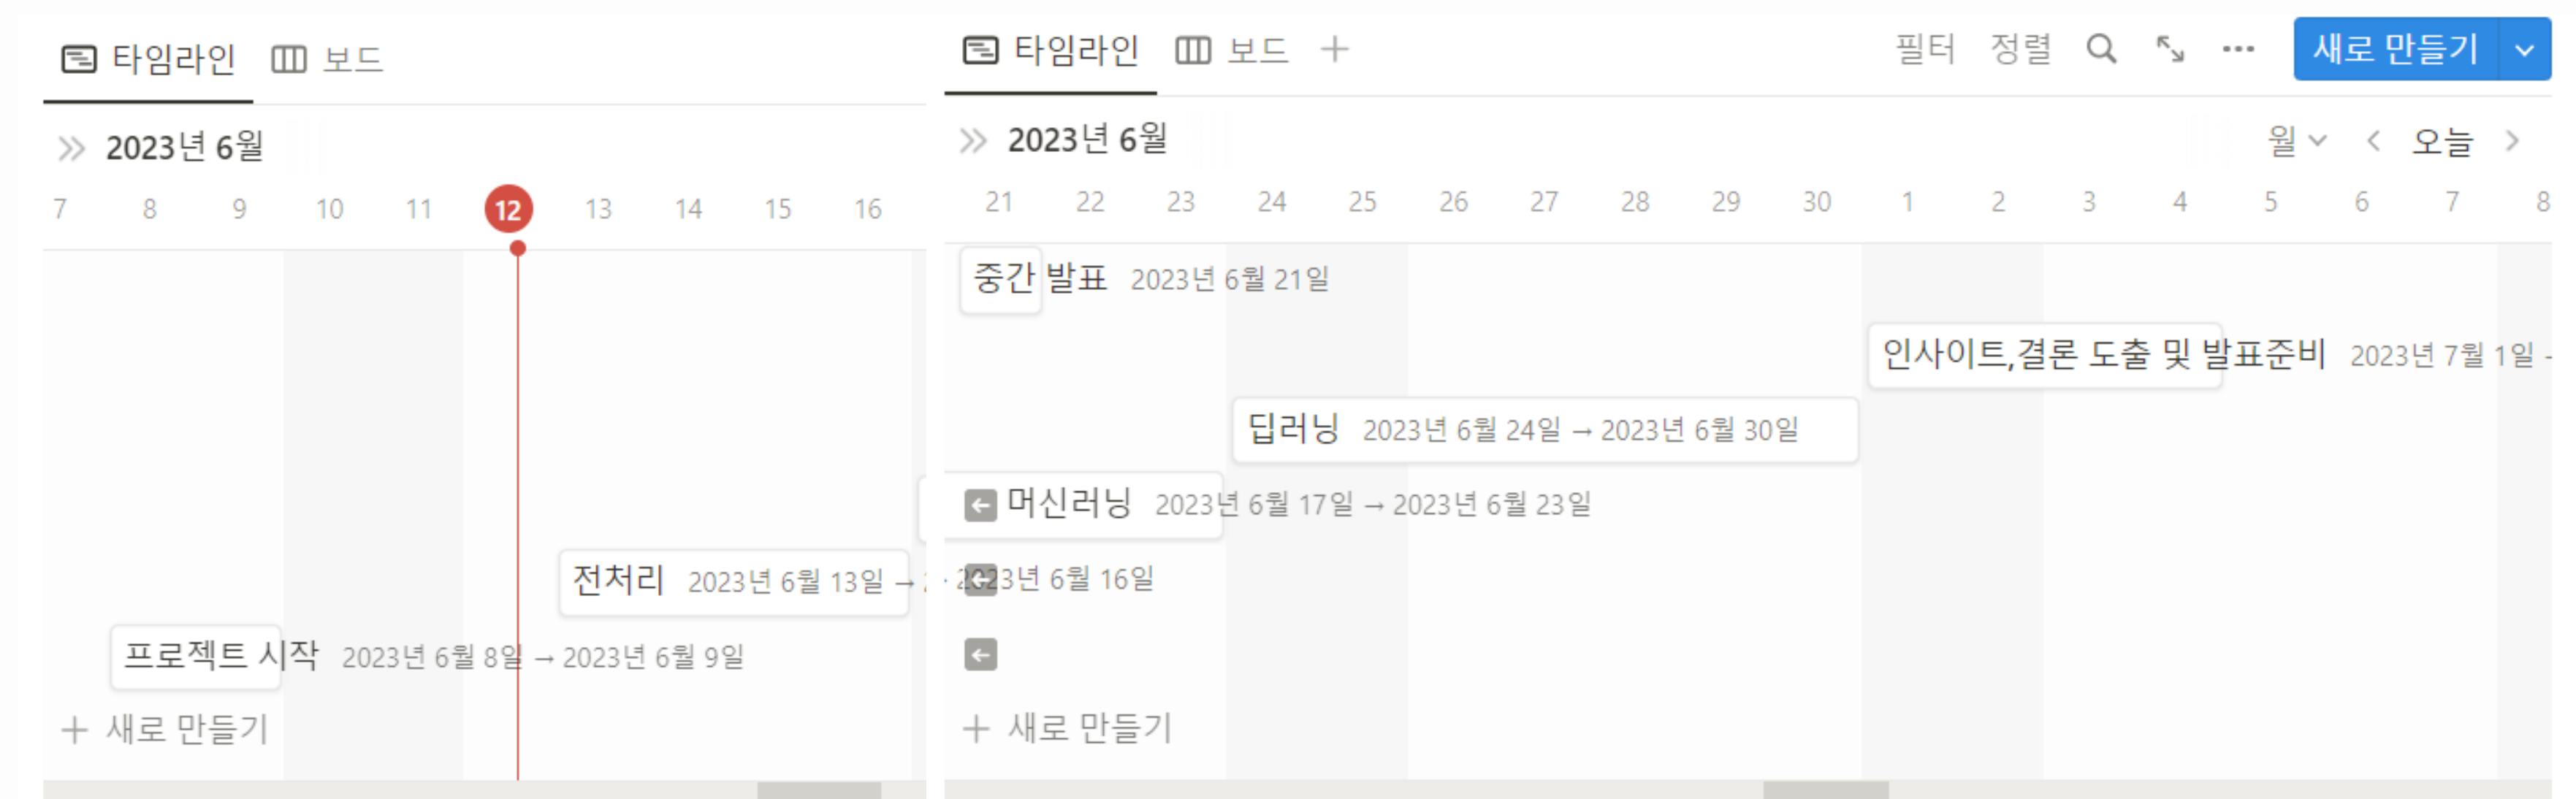 타임라인 보드
2023년 6월
7 8 9 10 11 12 13 14 15 16
전처리 2023년 6월 13일 →
프로젝트 시작 2023년 6월 8일 → 2023년 6월 9일
+ 새로 만들기
타임라인 보드 +
필터 정렬 ··· 새로 만들기
2023년 6월
월 오늘
21 22 23 24 25 26 27 28 29 30 1 2 3 4 5 6 7 8
중간 발표 2023년 6월 21일
인사이트,결론 도출 및 발표준비 2023년 7월 1일 -
딥러닝 2023년 6월 24일 → 2023년 6월 30일
머신러닝 2023년 6월 17일 → 2023년 6월 23일
2023년 6월 16일
+ 새로 만들기